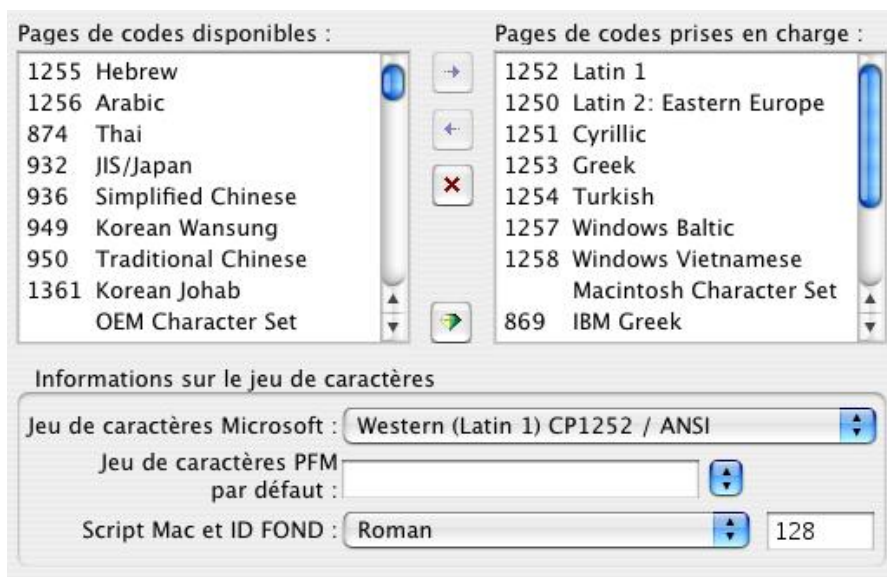 Pages de codes disponibles :
1255 Hebrew
1256 Arabic
874 Thai
932 JIS/Japan
936 Simplified Chinese
949 Korean Wansung
950 Traditional Chinese
1361 Korean Johab
OEM Character Set
Pages de codes prises en charge :
1252 Latin 1
1250 Latin 2: Eastern Europe
1251 Cyrillic
1253 Greek
1254 Turkish
1257 Windows Baltic
1258 Windows Vietnamese
Macintosh Character Set
869 IBM Greek
Informations sur le jeu de caractères
Jeu de caractères Microsoft : Western (Latin 1) CP1252 / ANSI
Jeu de caractères PFM
par défaut :
Script Mac et ID FOND : Roman 128